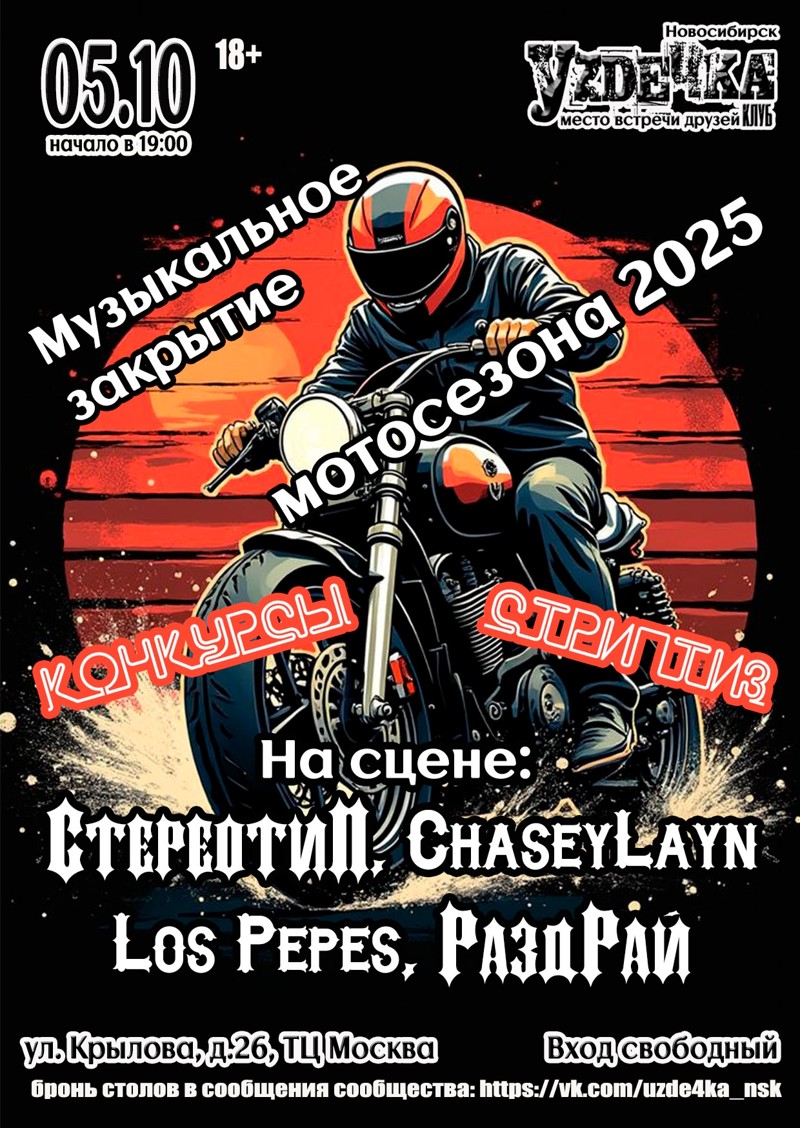 05.10
18+
начало в 19:00
Новосибирск
УZDеЧКА
место встречи друзей КЛУБ
Музыкальное
закрытие
мотосезона 2025
КОНКУРСЫ
СТРИПТИЗ
На сцене:
СтереотиП, ChaseyLayn
Los Pepes, РаздРай
ул. Крылова, д.26, ТЦ Москва
Вход свободный
бронь столов в сообщения сообщества: https://vk.com/uzde4ka_nsk